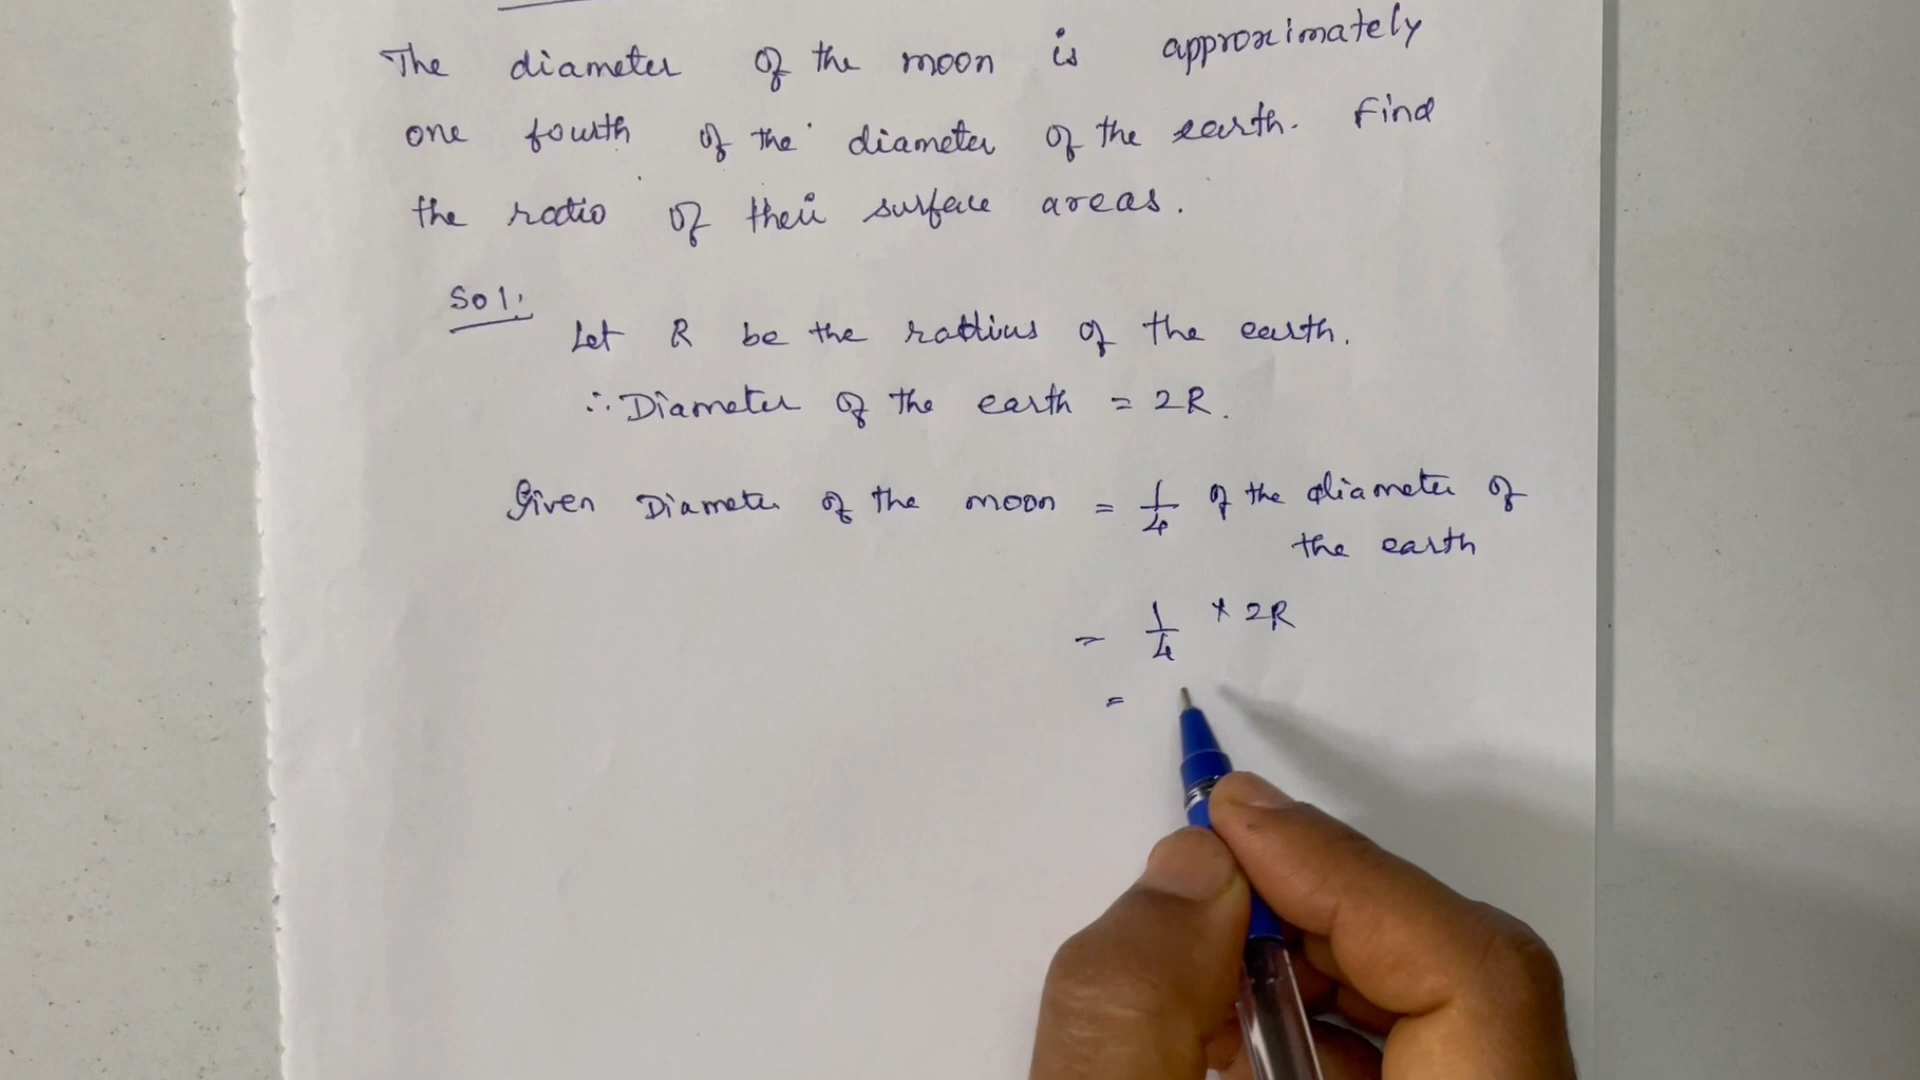 The diameter of the moon is approximately
one fourth of the diameter of the earth. Find
the ratio of their surface areas.
Sol:
Let R be the radius of the earth.
∴ Diameter of the earth = 2R.
Given Diameter of the moon = 1/4 of the diameter of
the earth
= 1/4 × 2R
=